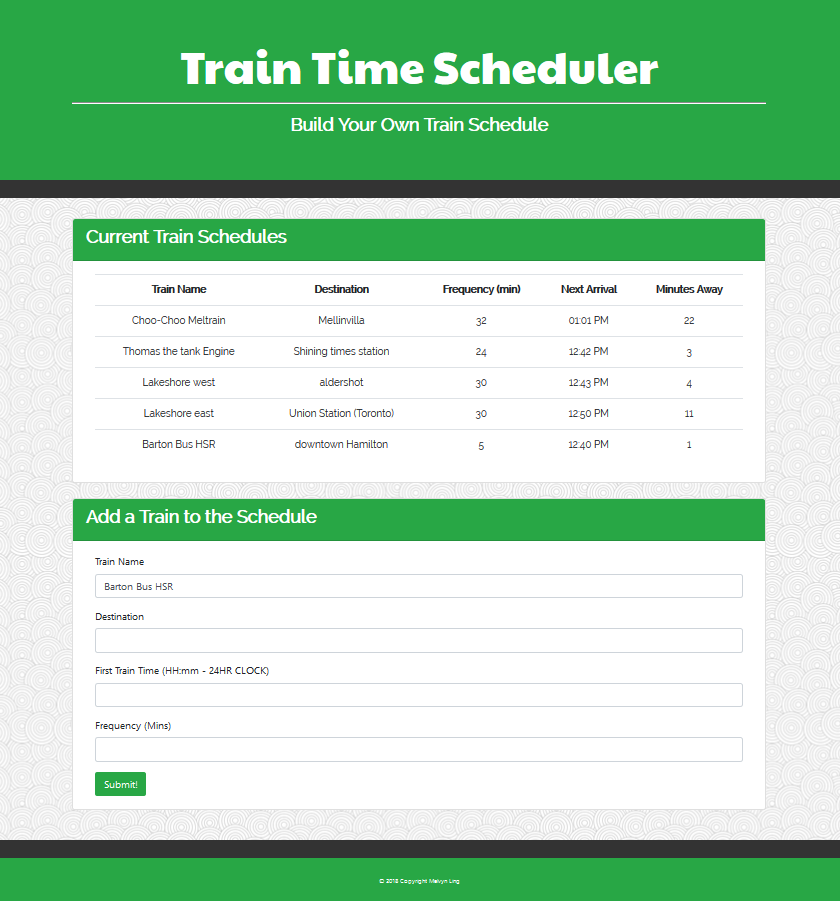 Train Time Scheduler
Build Your Own Train Schedule
Current Train Schedules
Train Name Destination Frequency (min) Next Arrival Minutes Away
Choo-Choo Meltrain Mellinvilla 32 01:01 PM 22
Thomas the tank Engine Shining times station 24 12:42 PM 3
Lakeshore west aldershot 30 12:43 PM 4
Lakeshore east Union Station (Toronto) 30 12:50 PM 11
Barton Bus HSR downtown Hamilton 5 12:40 PM 1
Add a Train to the Schedule
Train Name
Barton Bus HSR
Destination
First Train Time (HH:mm - 24HR CLOCK)
Frequency (Mins)
Submit!
© 2018 Copyright Melvyn Ling